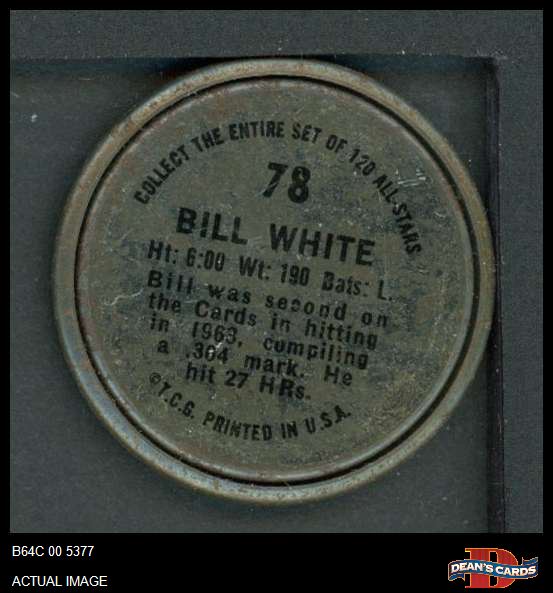 COLLECT THE ENTIRE SET OF 120 ALL-STARS
78
BILL WHITE
Ht: 6:00 Wt: 190 Bats: L.
Bill was second on
the Cards in hitting
in 1963, compiling
a .304 mark. He
hit 27 HRs.
©T.C.G. PRINTED IN U.S.A.
B64C 00 5377
ACTUAL IMAGE
D
DEAN'S CARDS